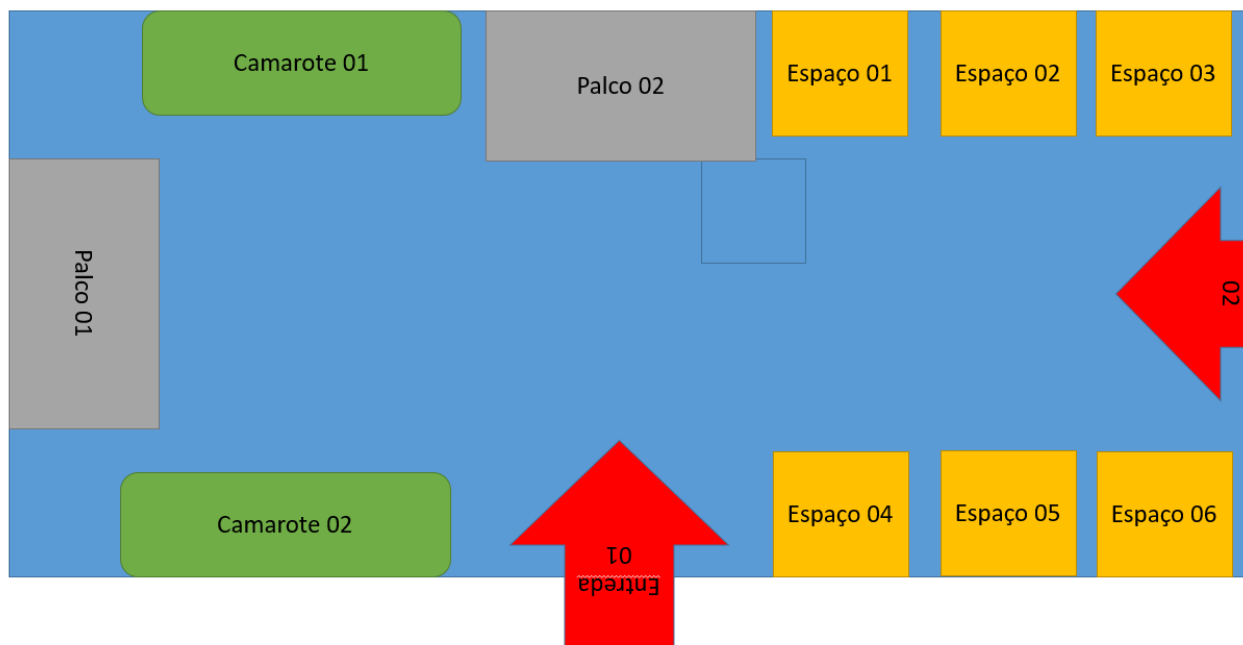 Camarote 01
Palco 02
Espaço 01
Espaço 02
Espaço 03
Palco 01
02
Camarote 02
Entreda
01
Espaço 04
Espaço 05
Espaço 06